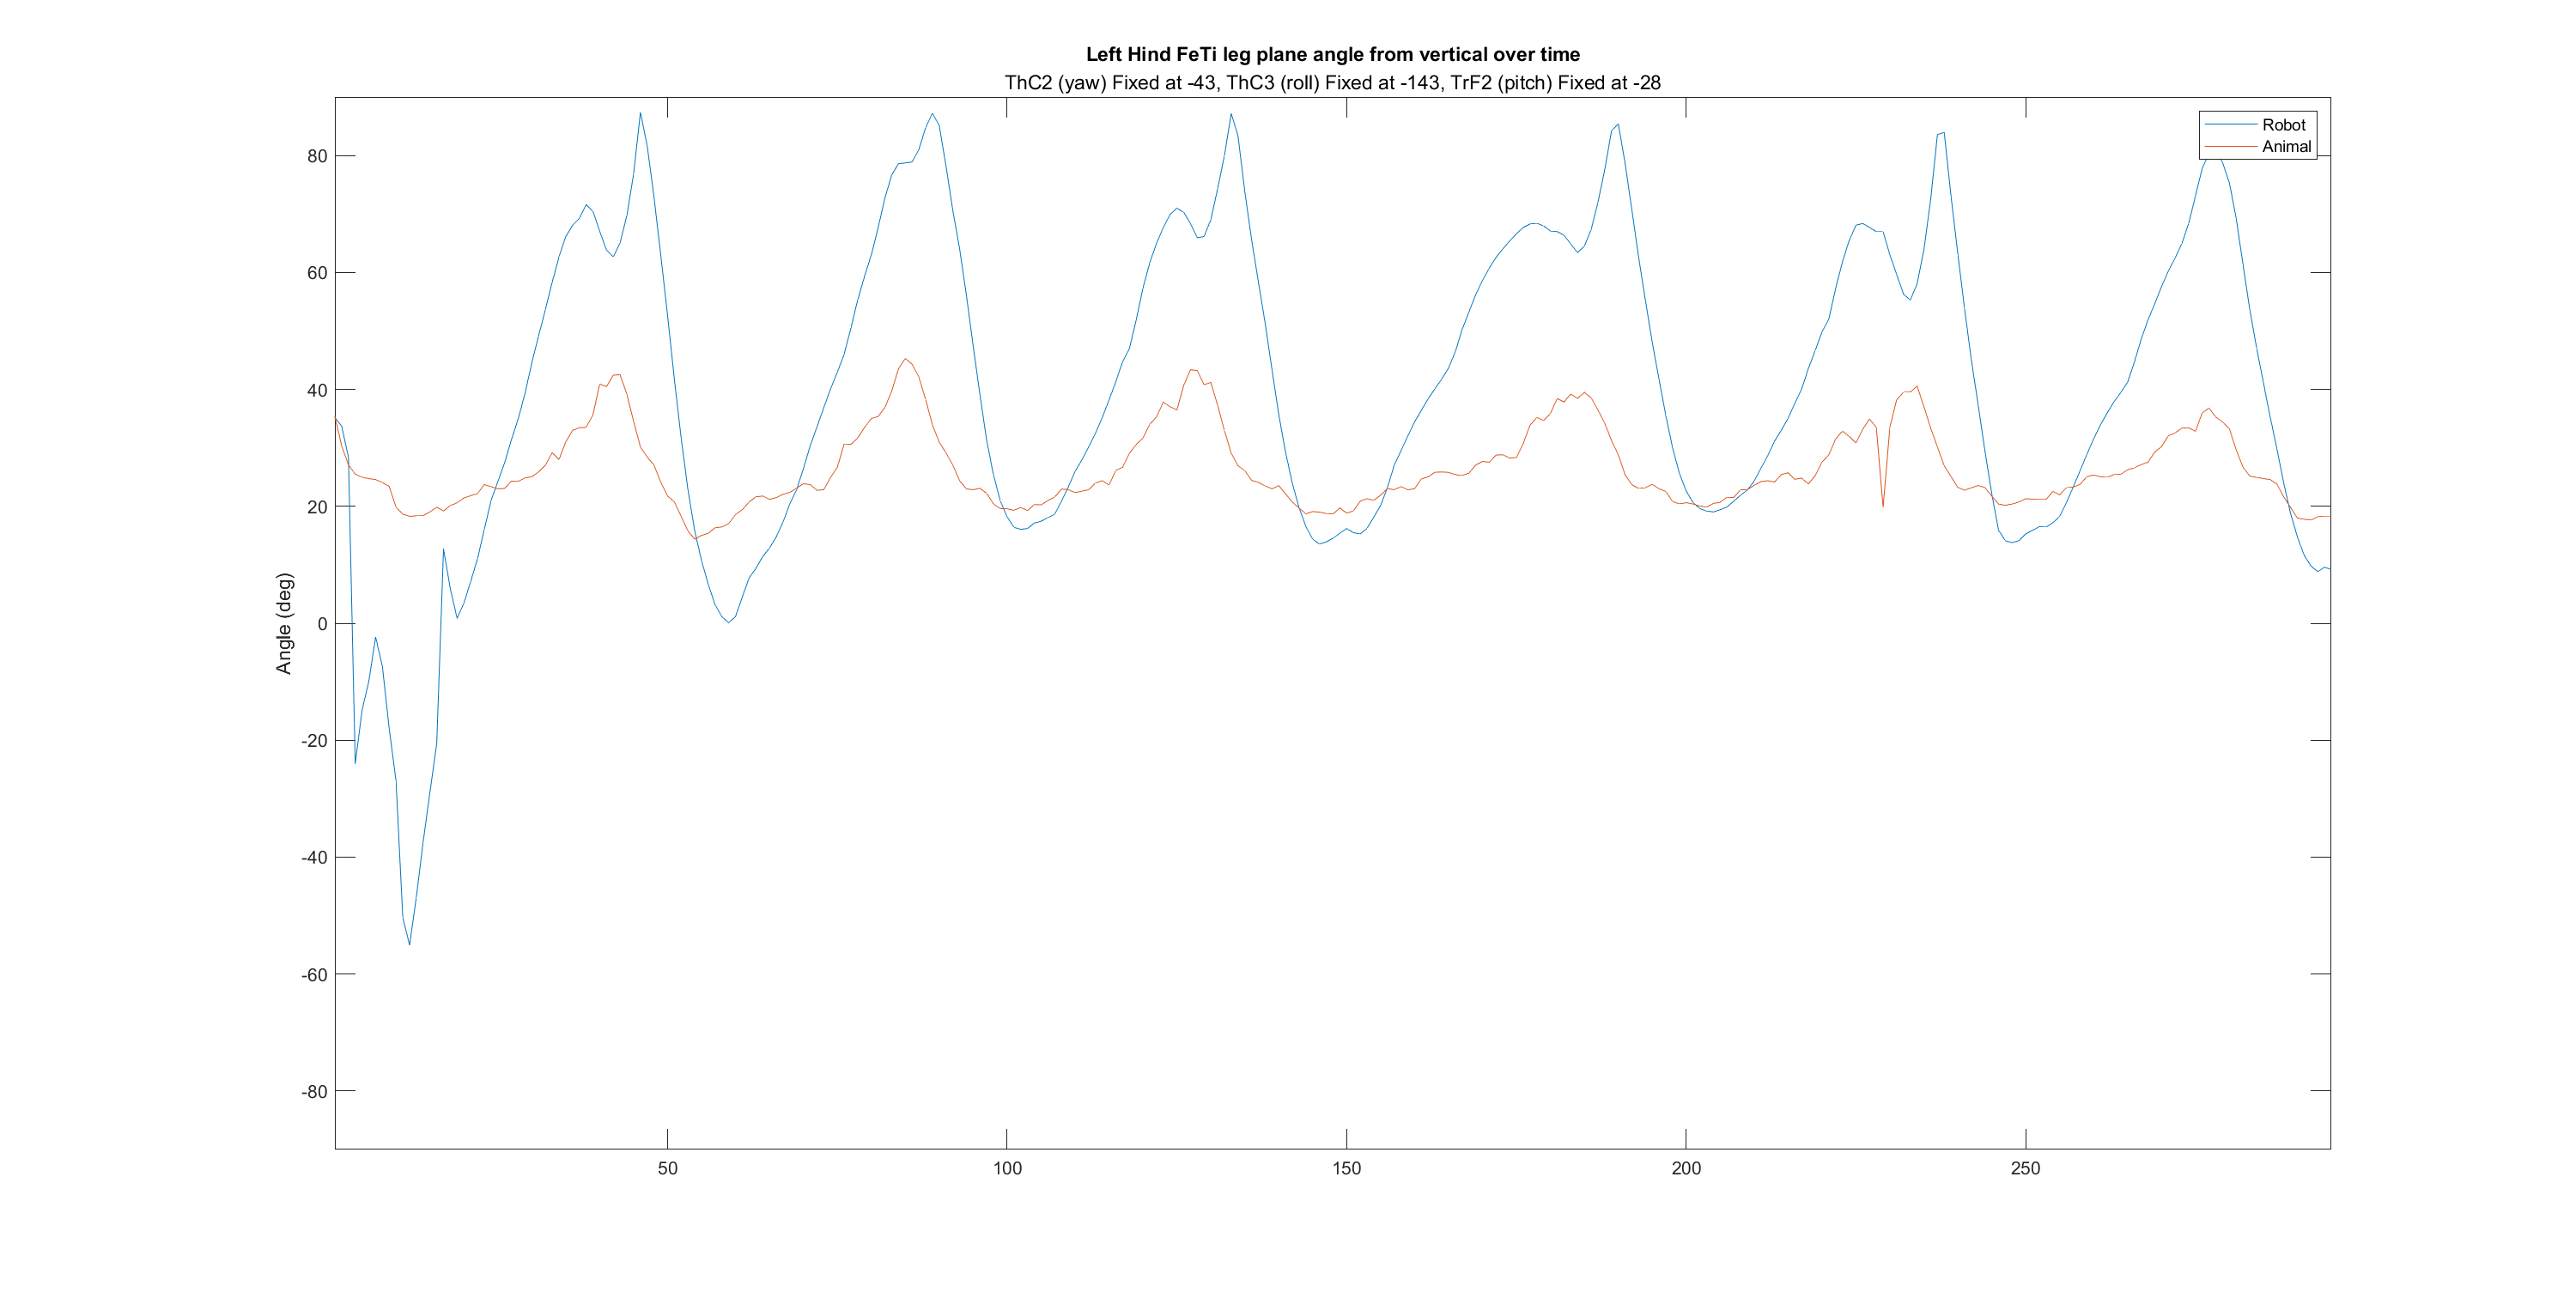 Left Hind FeTi leg plane angle from vertical over time
ThC2 (yaw) Fixed at -43, ThC3 (roll) Fixed at -143, TrF2 (pitch) Fixed at -28
Robot
Animal
Angle (deg)
80
60
40
20
0
-20
-40
-60
-80
50
100
150
200
250